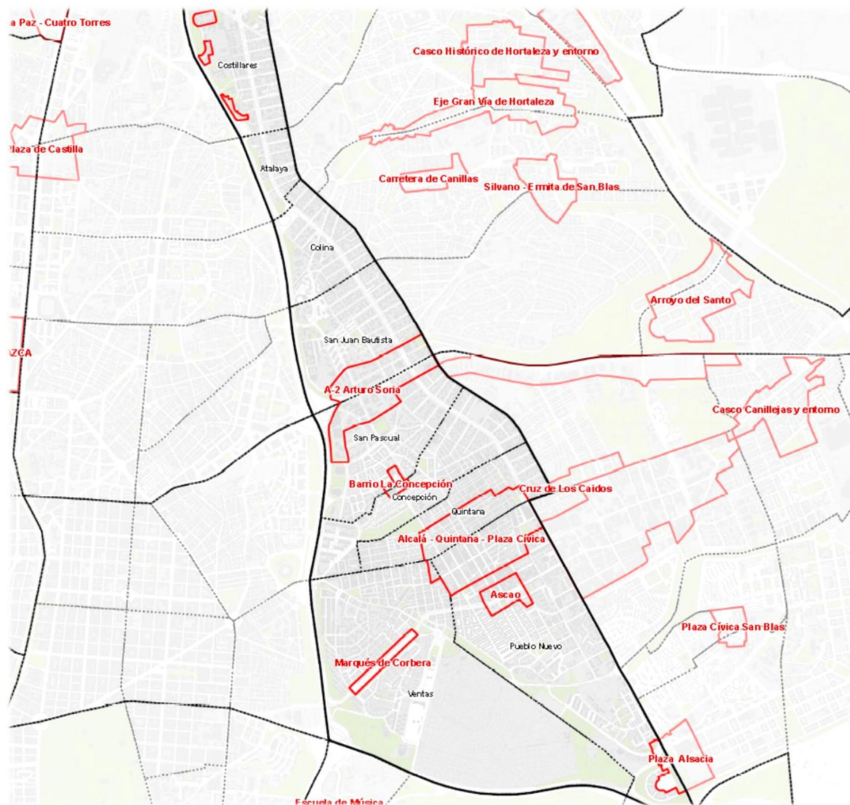 a Paz - Cuatro Torres
Costillares
Casco Histórico de Hortaleza y entorno
Eje Gran Vía de Hortaleza
Plaza de Castilla
Atalaya
Carretera de Canillas
Silvano - Ermita de San Blas
Colina
Arroyo del Santo
San Juan Bautista
AZCA
A-2 Arturo Soria
Casco Canillejas y entorno
San Pascual
Barrio La Concepción
Concepción
Cruz de Los Caidos
Quintana
Alcalá - Quintana - Plaza Cívica
Ascao
Plaza Cívica San Blas
Pueblo Nuevo
Marqués de Corbera
Ventas
Plaza Alsacia
Escuela de Música